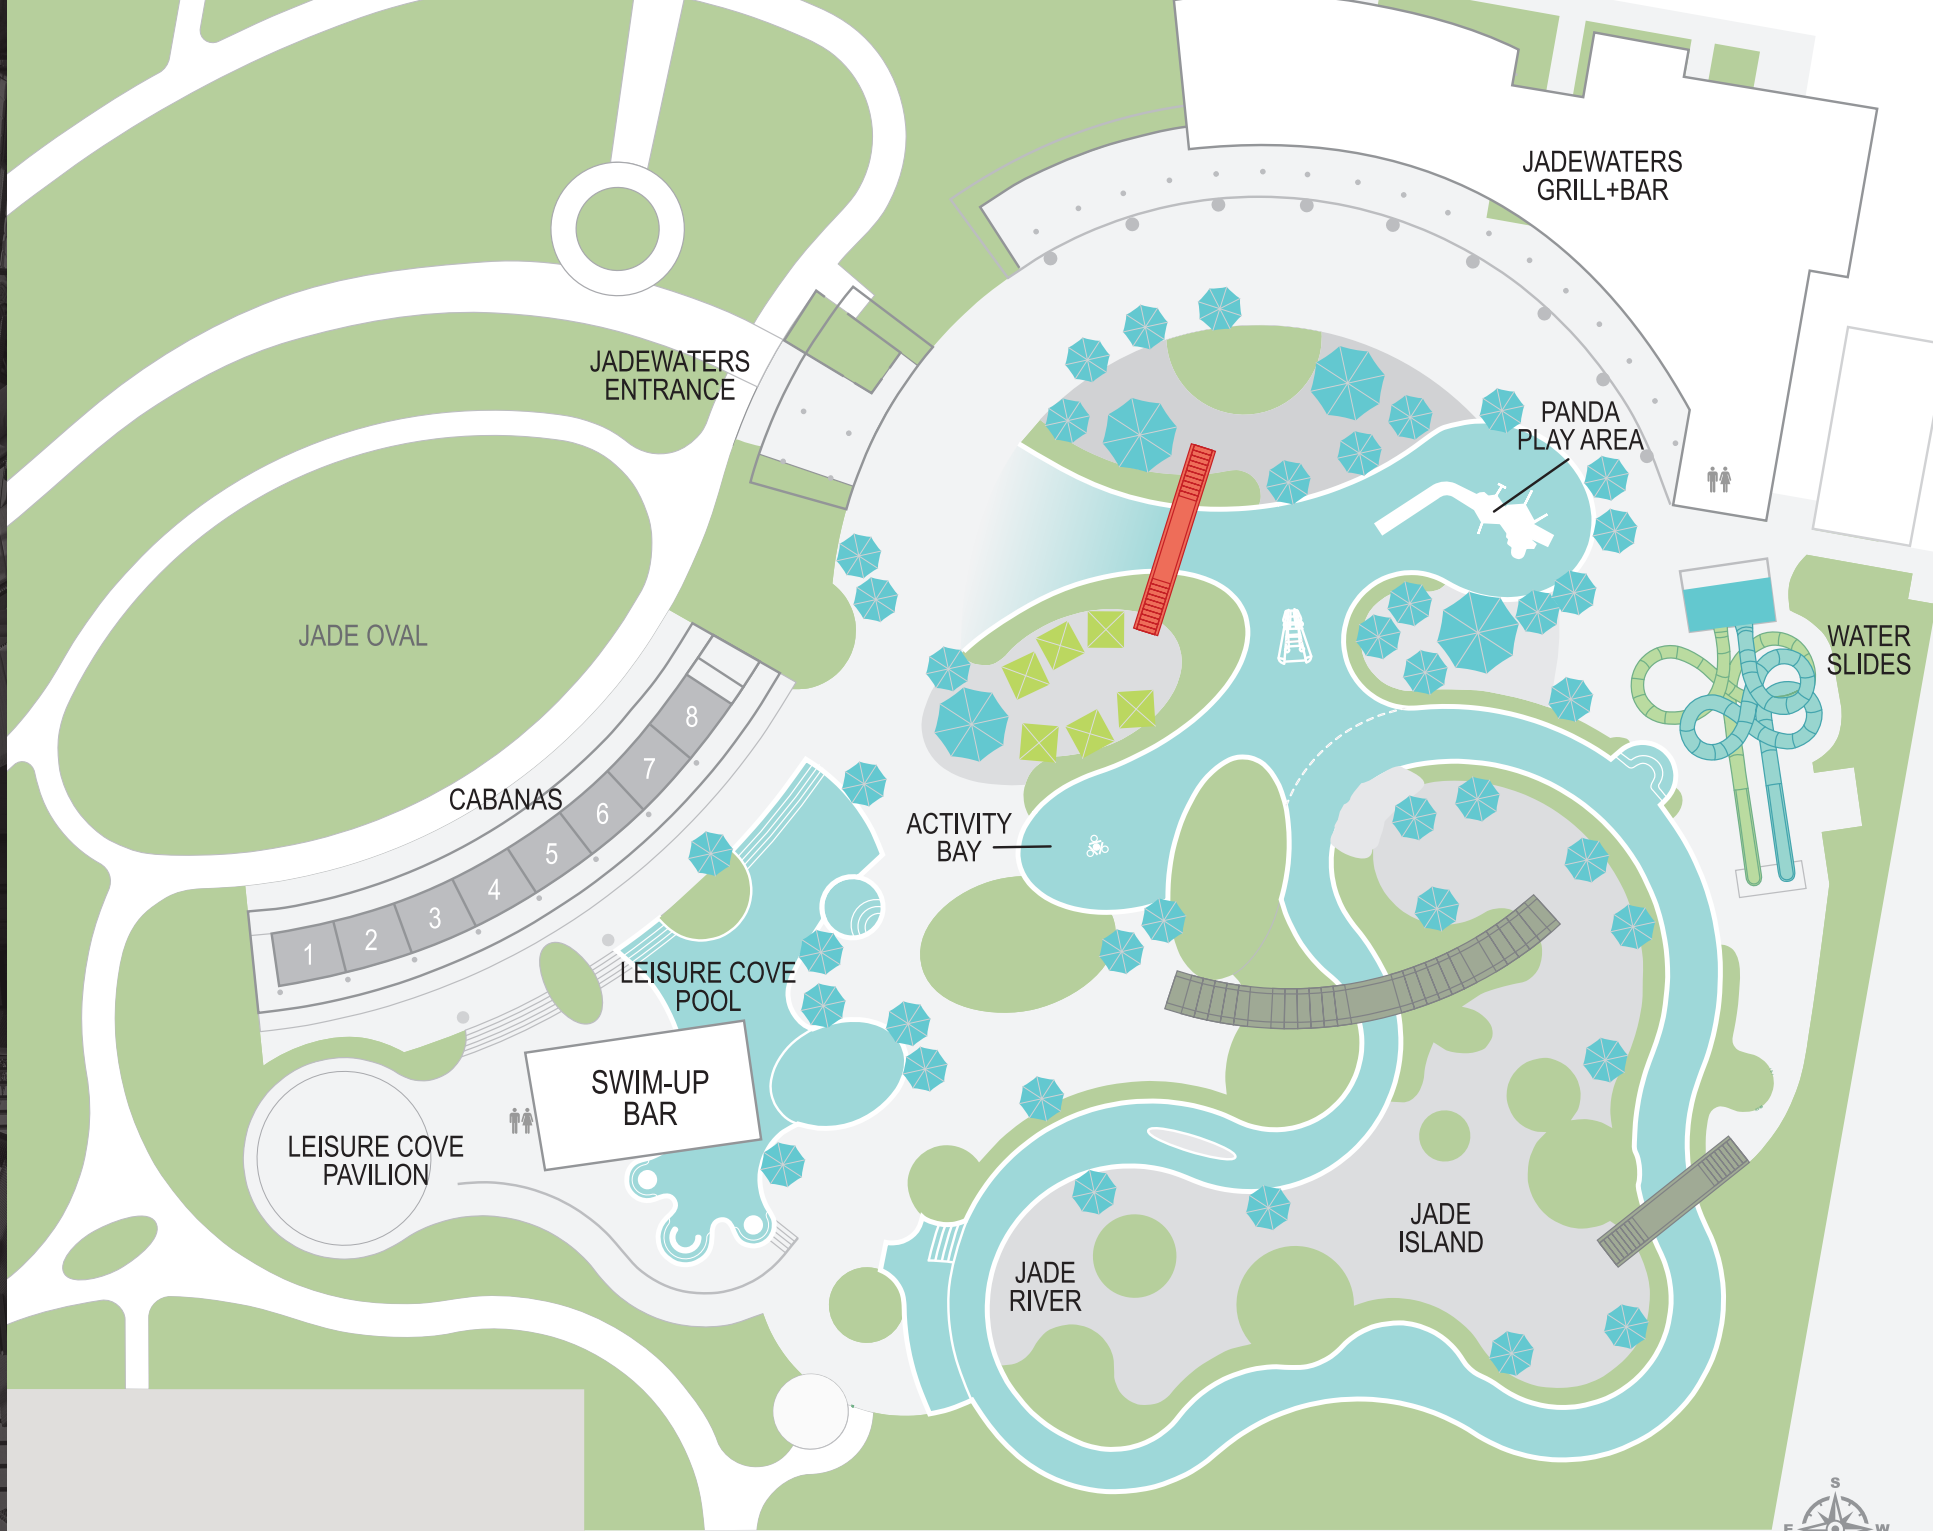 JADEWATERS
GRILL+BAR
JADEWATERS
ENTRANCE
PANDA
PLAY AREA
JADE OVAL
WATER
SLIDES
8
7
CABANAS
6
5
4
3
2
1
ACTIVITY
BAY
LEISURE COVE
POOL
SWIM-UP
BAR
LEISURE COVE
PAVILION
JADE
ISLAND
JADE
RIVER
S
E
W